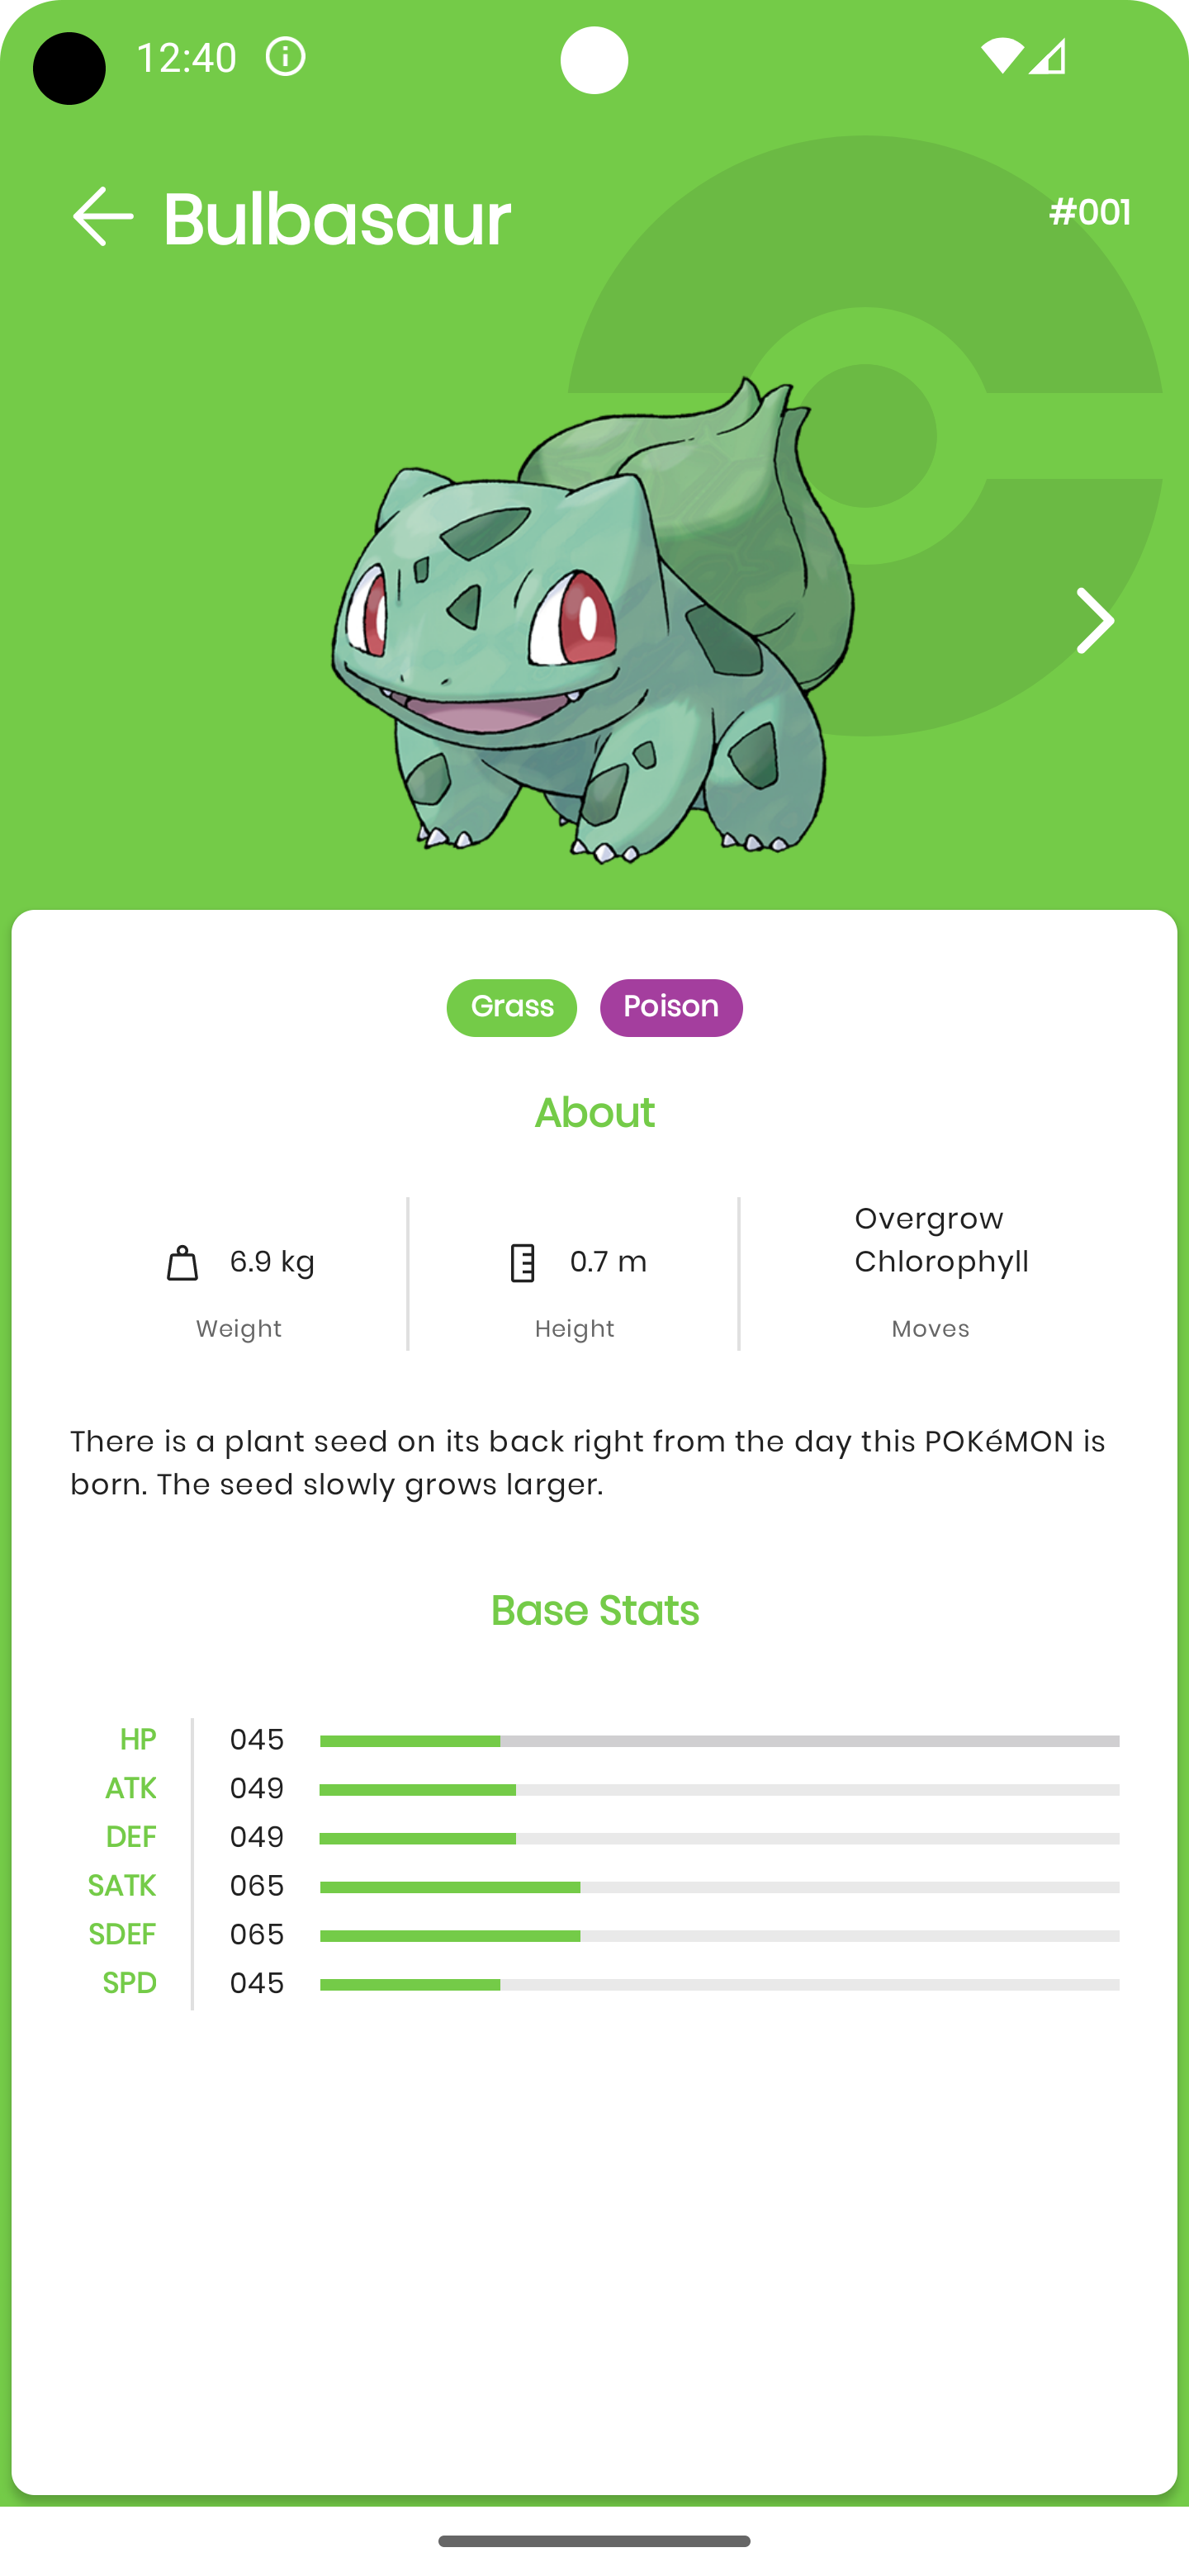 12:40
Bulbasaur
#001
Grass Poison
About
Overgrow
6.9 kg 0.7 m Chlorophyll
Weight Height Moves
There is a plant seed on its back right from the day this POKéMON is
born. The seed slowly grows larger.
Base Stats
HP 045
ATK 049
DEF 049
SATK 065
SDEF 065
SPD 045